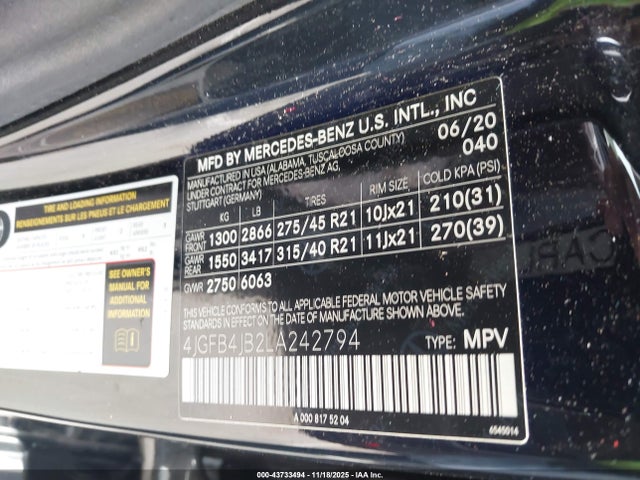 MFD BY MERCEDES-BENZ U.S. INTL., INC
MANUFACTURED IN USA (ALABAMA, TUSCALOOSA COUNTY) 06/20
UNDER CONTRACT FOR MERCEDES-BENZ AG, 040
STUTTGART (GERMANY)
KG LB TIRES RIM SIZE COLD KPA (PSI)
GAWR FRONT 1300 2866 275/45 R21 10Jx21 210(31)
GAWR REAR 1550 3417 315/40 R21 11Jx21 270(39)
GVWR 2750 6063
THIS VEHICLE CONFORMS TO ALL APPLICABLE FEDERAL MOTOR VEHICLE SAFETY
STANDARDS IN EFFECT ON THE DATE OF MANUFACTURE SHOWN ABOVE.
4JGFB4JB2LA242794 TYPE: MPV
A 000 817 52 04
6545014
TIRE AND LOADING INFORMATION
RENSEIGNEMENTS SUR LES PNEUS ET LE CHARGEMENT
SEE OWNER'S
MANUAL FOR
ADDITIONAL
INFORMATION
000-43733494 - 11/18/2025 - IAA Inc.